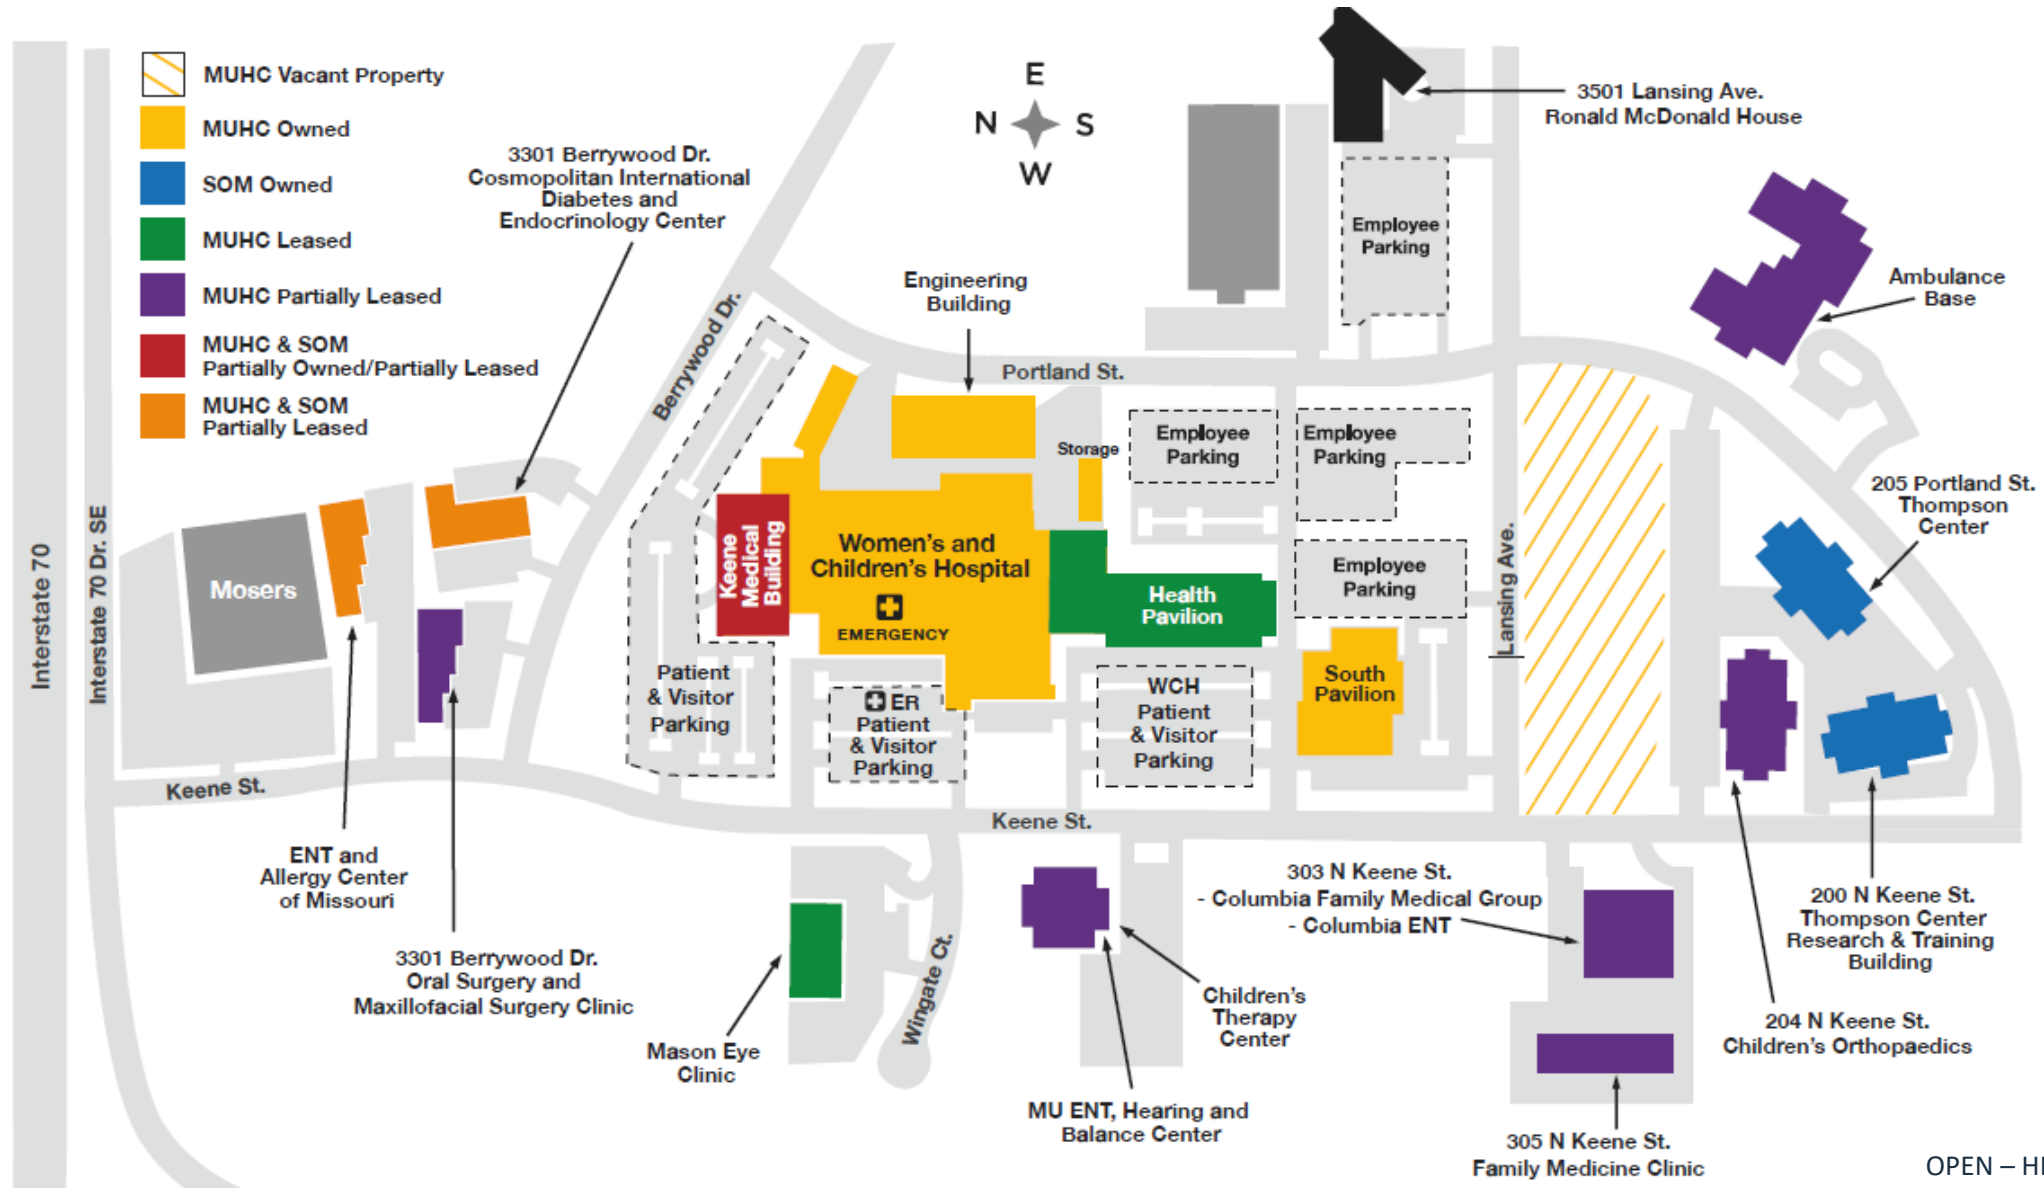 MUHC Vacant Property
MUHC Owned
SOM Owned
MUHC Leased
MUHC Partially Leased
MUHC & SOM
Partially Owned/Partially Leased
MUHC & SOM
Partially Leased
E
N S
W
3501 Lansing Ave.
Ronald McDonald House
3301 Berrywood Dr.
Cosmopolitan International
Diabetes and
Endocrinology Center
Employee
Parking
Ambulance
Base
Engineering
Building
Berrywood Dr.
Portland St.
Storage
Employee
Parking
Employee
Parking
205 Portland St.
Thompson
Center
Interstate 70
Interstate 70 Dr. SE
Mosers
Keene
Medical
Building
Women's and
Children's Hospital
EMERGENCY
Health
Pavilion
Employee
Parking
Lansing Ave.
Patient
& Visitor
Parking
ER
Patient
& Visitor
Parking
WCH
Patient
& Visitor
Parking
South
Pavilion
Keene St.
Keene St.
ENT and
Allergy Center
of Missouri
3301 Berrywood Dr.
Oral Surgery and
Maxillofacial Surgery Clinic
Mason Eye
Clinic
Wingate Ct.
Children's
Therapy
Center
MU ENT, Hearing and
Balance Center
303 N Keene St.
- Columbia Family Medical Group
- Columbia ENT
305 N Keene St.
Family Medicine Clinic
200 N Keene St.
Thompson Center
Research & Training
Building
204 N Keene St.
Children's Orthopaedics
OPEN – H